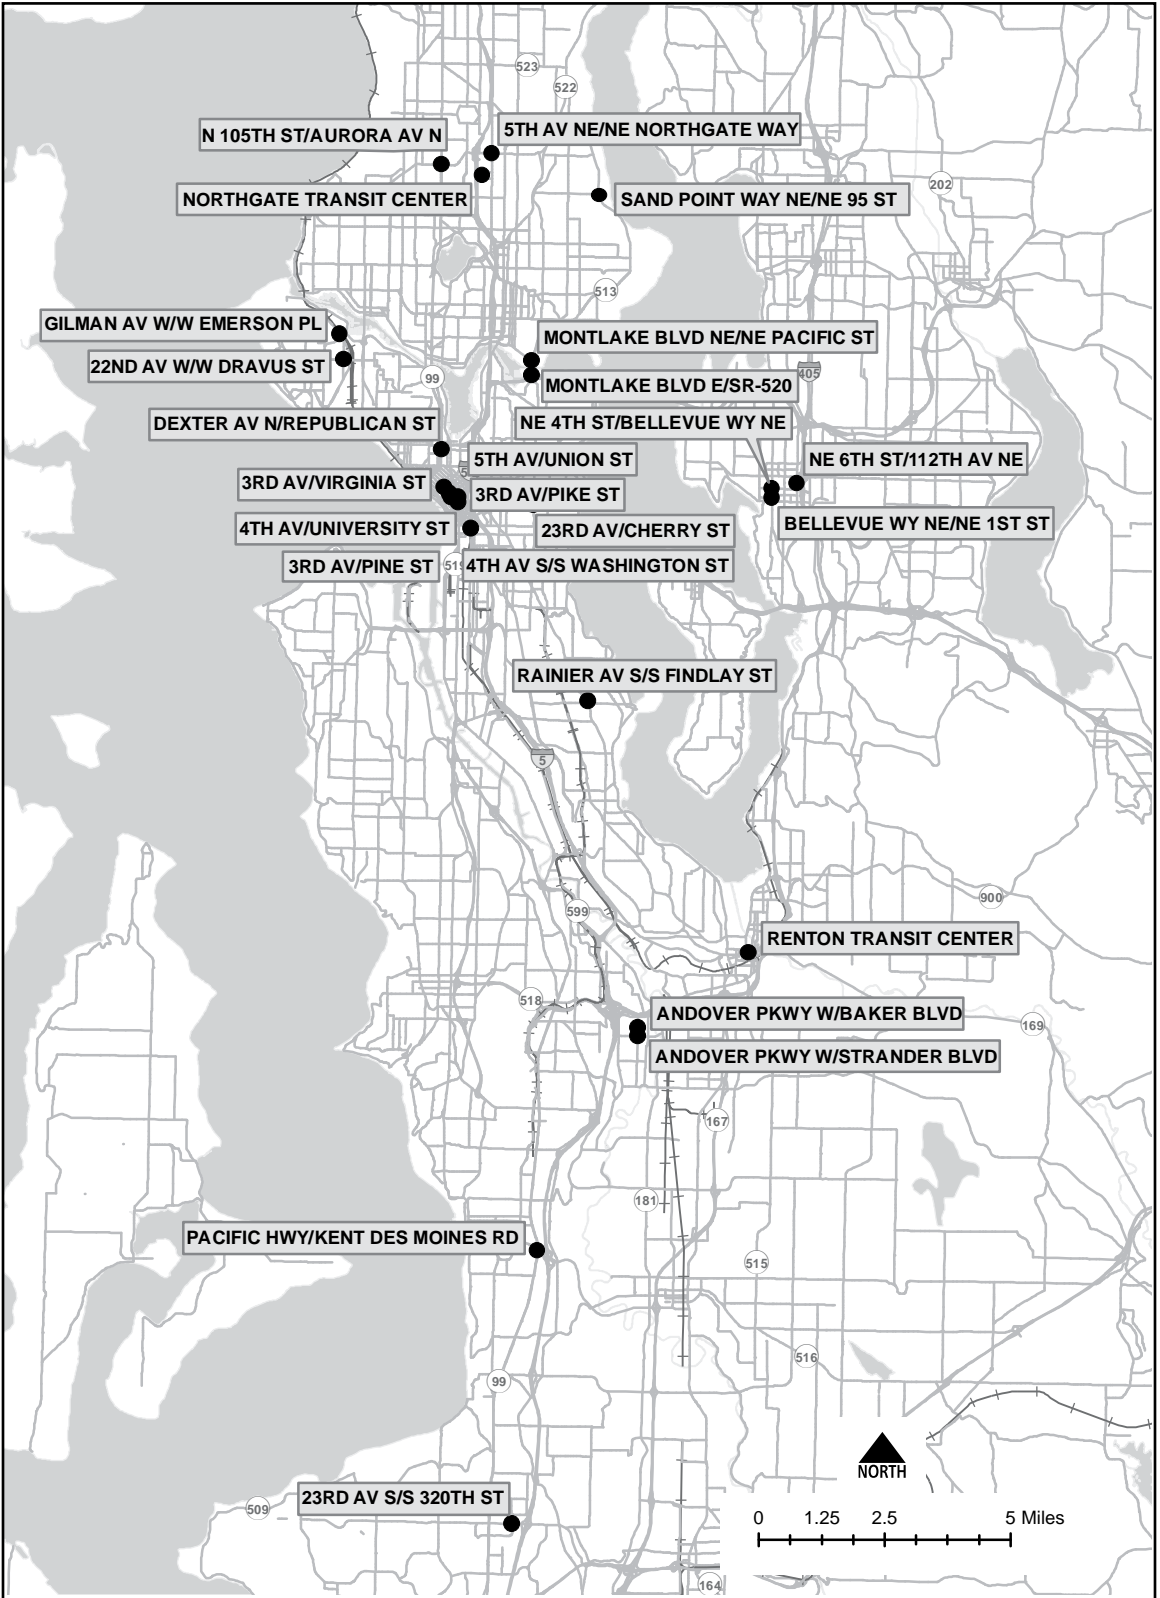 523
522
5TH AV NE/NE NORTHGATE WAY
N 105TH ST/AURORA AV N
NORTHGATE TRANSIT CENTER
SAND POINT WAY NE/NE 95 ST
202
513
GILMAN AV W/W EMERSON PL
MONTLAKE BLVD NE/NE PACIFIC ST
22ND AV W/W DRAVUS ST
99
405
MONTLAKE BLVD E/SR-520
DEXTER AV N/REPUBLICAN ST
NE 4TH ST/BELLEVUE WY NE
5TH AV/UNION ST
NE 6TH ST/112TH AV NE
5
3RD AV/VIRGINIA ST
3RD AV/PIKE ST
4TH AV/UNIVERSITY ST
23RD AV/CHERRY ST
BELLEVUE WY NE/NE 1ST ST
3RD AV/PINE ST
519
4TH AV S/S WASHINGTON ST
RAINIER AV S/S FINDLAY ST
5
900
599
RENTON TRANSIT CENTER
518
ANDOVER PKWY W/BAKER BLVD
169
ANDOVER PKWY W/STRANDER BLVD
167
181
PACIFIC HWY/KENT DES MOINES RD
515
516
99
NORTH
23RD AV S/S 320TH ST
509
0 1.25 2.5 5 Miles
164